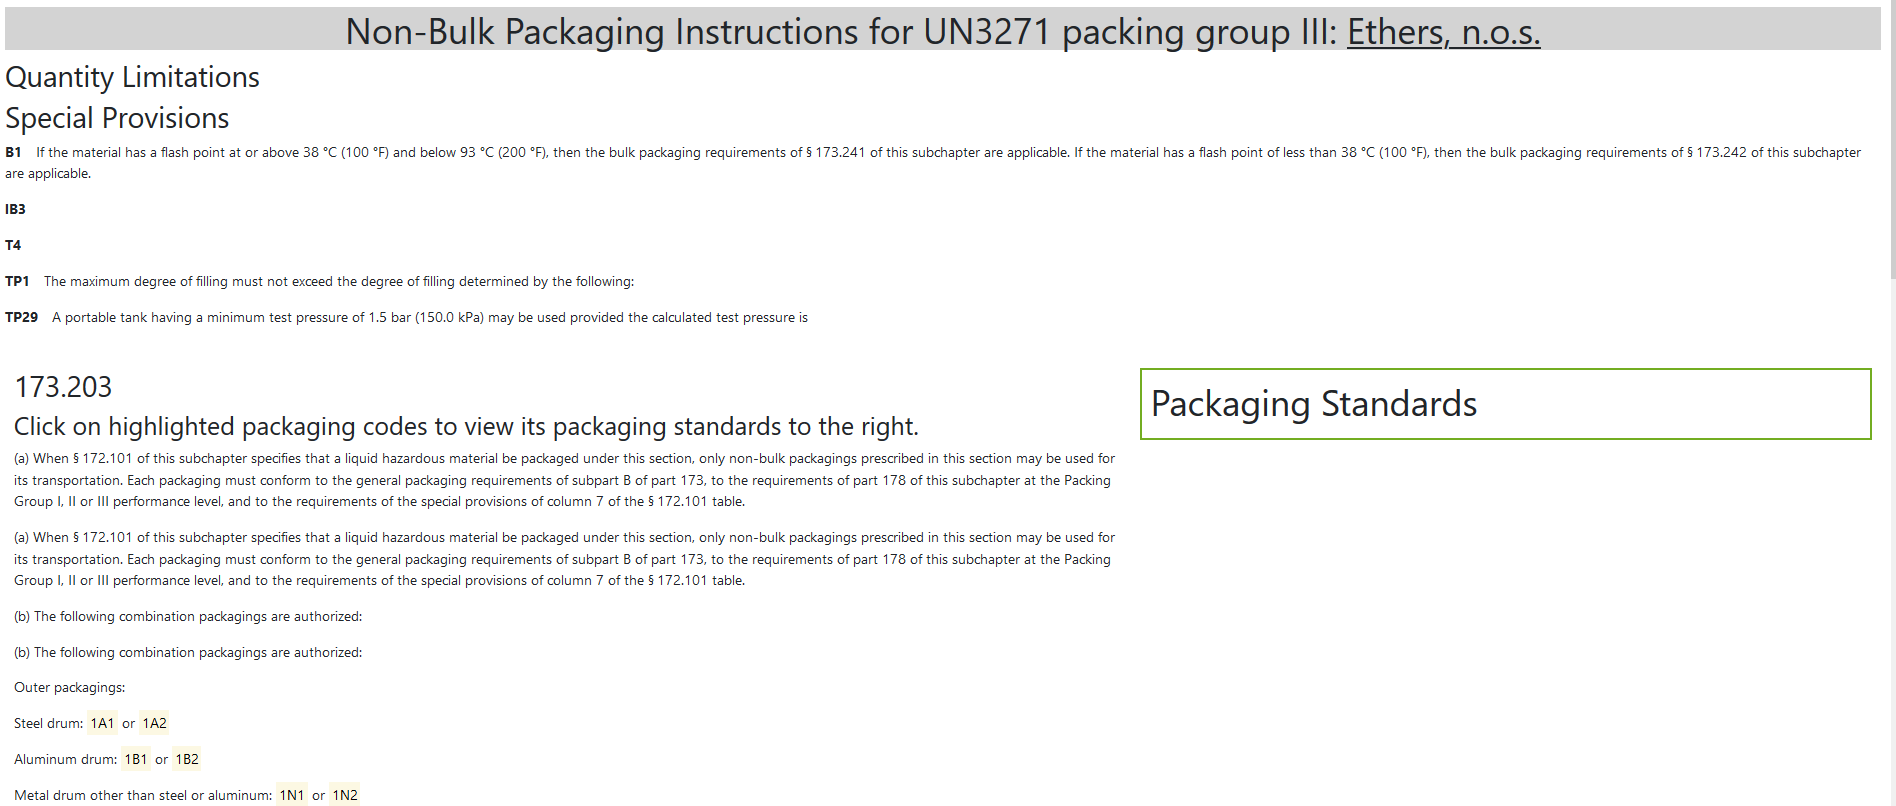 Non-Bulk Packaging Instructions for UN3271 packing group III: Ethers, n.o.s.
Quantity Limitations
Special Provisions
B1 If the material has a flash point at or above 38 °C (100 °F) and below 93 °C (200 °F), then the bulk packaging requirements of § 173.241 of this subchapter are applicable. If the material has a flash point of less than 38 °C (100 °F), then the bulk packaging requirements of § 173.242 of this subchapter
are applicable.
IB3
T4
TP1 The maximum degree of filling must not exceed the degree of filling determined by the following:
TP29 A portable tank having a minimum test pressure of 1.5 bar (150.0 kPa) may be used provided the calculated test pressure is
173.203
Click on highlighted packaging codes to view its packaging standards to the right.
(a) When § 172.101 of this subchapter specifies that a liquid hazardous material be packaged under this section, only non-bulk packagings prescribed in this section may be used for
its transportation. Each packaging must conform to the general packaging requirements of subpart B of part 173, to the requirements of part 178 of this subchapter at the Packing
Group I, II or III performance level, and to the requirements of the special provisions of column 7 of the § 172.101 table.
(a) When § 172.101 of this subchapter specifies that a liquid hazardous material be packaged under this section, only non-bulk packagings prescribed in this section may be used for
its transportation. Each packaging must conform to the general packaging requirements of subpart B of part 173, to the requirements of part 178 of this subchapter at the Packing
Group I, II or III performance level, and to the requirements of the special provisions of column 7 of the § 172.101 table.
(b) The following combination packagings are authorized:
(b) The following combination packagings are authorized:
Outer packagings:
Steel drum: 1A1 or 1A2
Aluminum drum: 1B1 or 1B2
Metal drum other than steel or aluminum: 1N1 or 1N2
Packaging Standards